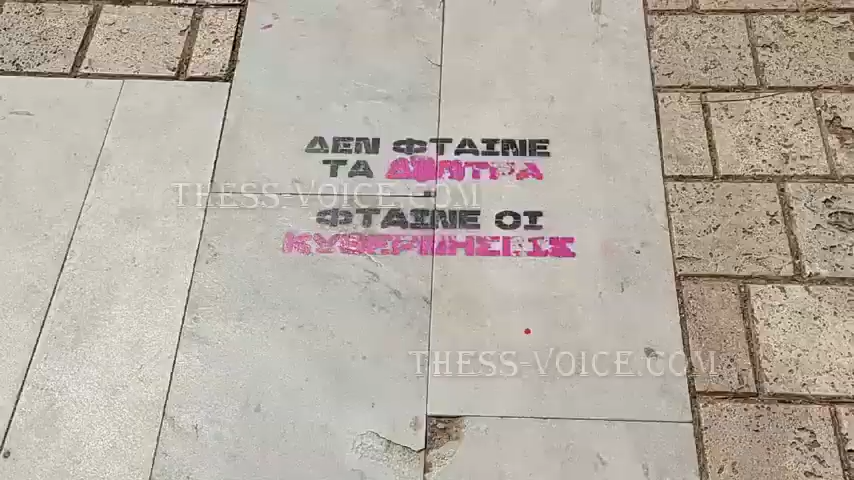 ΔΕΝ ΦΤΑΙΝΕ
ΤΑ ΔΕΝΤΡΑ
THESS-VOICE.COM
ΦΤΑΙΝΕ ΟΙ
ΚΥΒΕΡΝΗΣΕΙΣ
THESS-VOICE.COM